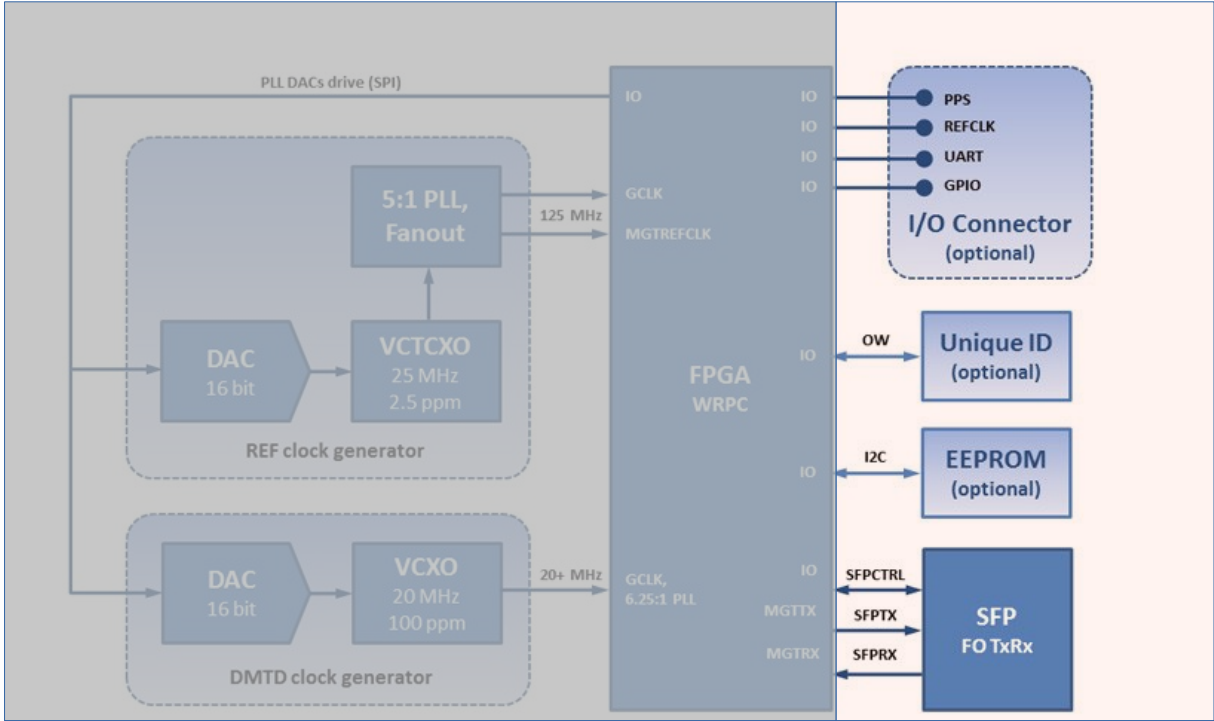 PLL DACs drive (SPI)
IO
IO
PPS
IO
REFCLK
IO
UART
IO
GPIO
I/O Connector
(optional)
5:1 PLL,
Fanout
GCLK
125 MHz
MGTREFCLK
DAC
16 bit
VCTCXO
25 MHz
2.5 ppm
REF clock generator
FPGA
WRPC
IO
OW
Unique ID
(optional)
IO
I2C
EEPROM
(optional)
DAC
16 bit
VCXO
20 MHz
100 ppm
DMTD clock generator
20+ MHz
GCLK,
6.25:1 PLL
IO
MGTTX
MGTRX
SFPCTRL
SFPTX
SFPRX
SFP
FO TxRx